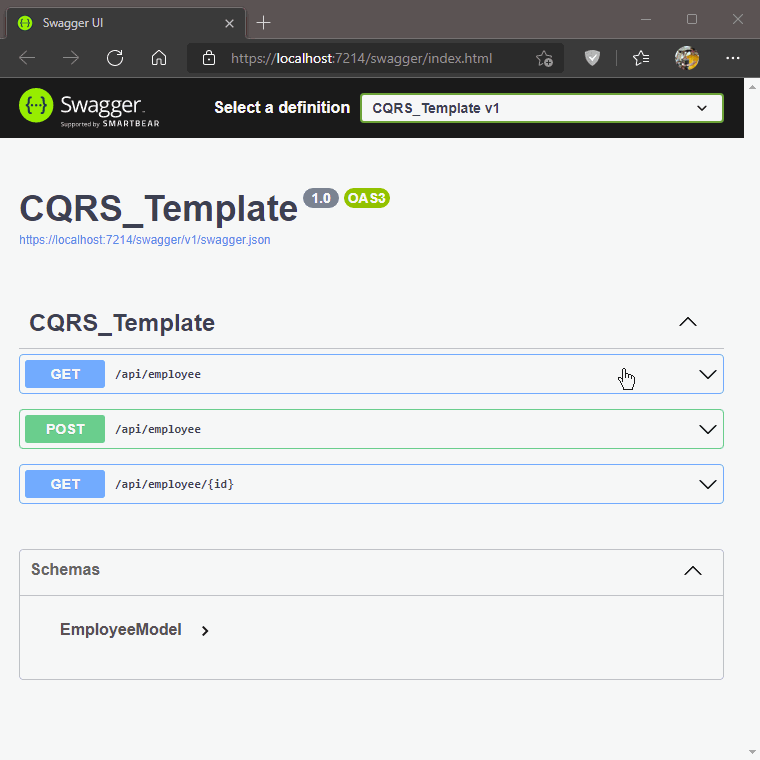 Swagger UI
https://localhost:7214/swagger/index.html
Swagger.
Supported by SMARTBEAR
Select a definition
CQRS_Template v1
CQRS_Template 1.0 OAS3
https://localhost:7214/swagger/v1/swagger.json
CQRS_Template
GET /api/employee
POST /api/employee
GET /api/employee/{id}
Schemas
EmployeeModel